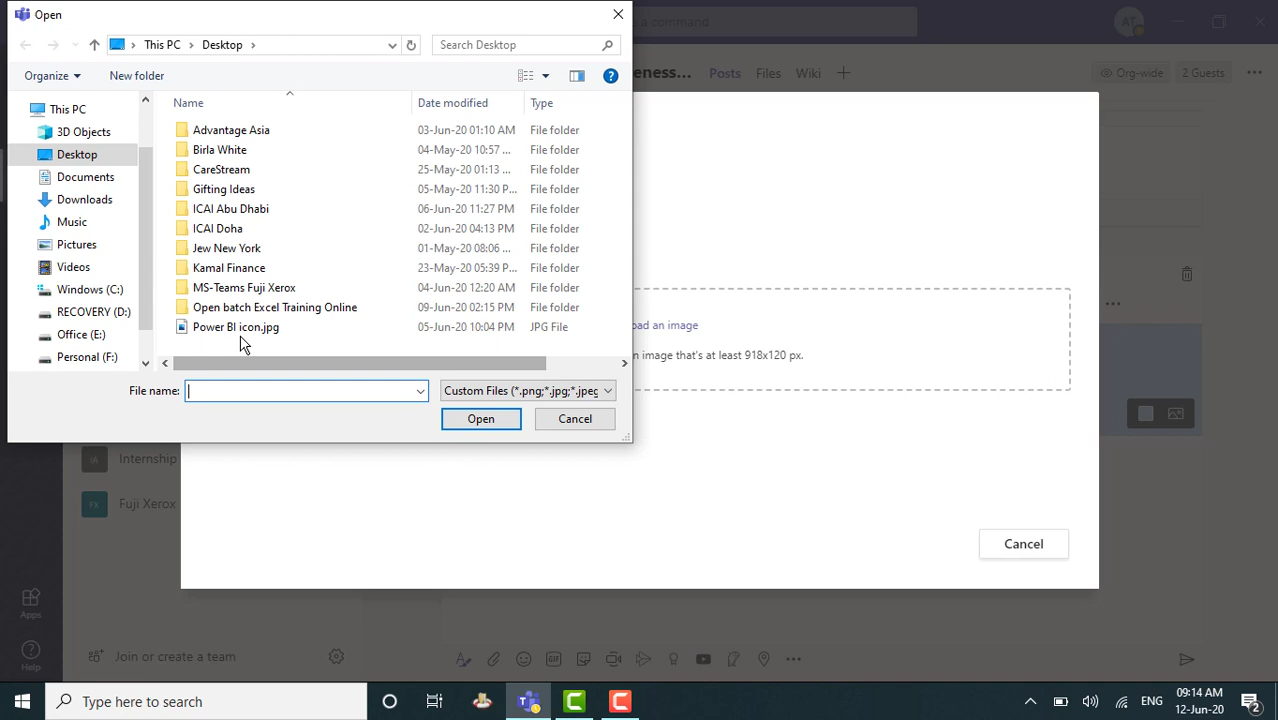 Open
a command
AT
This PC
Desktop
Search Desktop
eness...
Posts
Files
Wiki
Org-wide
2 Guests
Organize
New folder
Name
Date modified
Type
This PC
3D Objects
Desktop
Documents
Downloads
Music
Pictures
Videos
Windows (C:)
RECOVERY (D:)
Office (E:)
Personal (F:)
Advantage Asia
03-Jun-20 01:10 AM
File folder
Birla White
04-May-20 10:57 ...
File folder
CareStream
25-May-20 01:13 ...
File folder
Gifting Ideas
05-May-20 11:30 P...
File folder
ICAI Abu Dhabi
06-Jun-20 11:27 PM
File folder
ICAI Doha
02-Jun-20 04:13 PM
File folder
Jew New York
01-May-20 08:06 ...
File folder
Kamal Finance
23-May-20 05:39 P...
File folder
MS-Teams Fuji Xerox
04-Jun-20 12:20 AM
File folder
Open batch Excel Training Online
09-Jun-20 02:15 PM
File folder
Power BI icon.jpg
05-Jun-20 10:04 PM
JPG File
oad an image
n image that's at least 918x120 px.
File name:
Custom Files (*.png;*.jpg;*.jpeg
Open
Cancel
IA
Internship
FX
Fuji Xerox
Cancel
Apps
Help
Join or create a team
GIF
Type here to search
ENG
09:14 AM
12-Jun-20
2